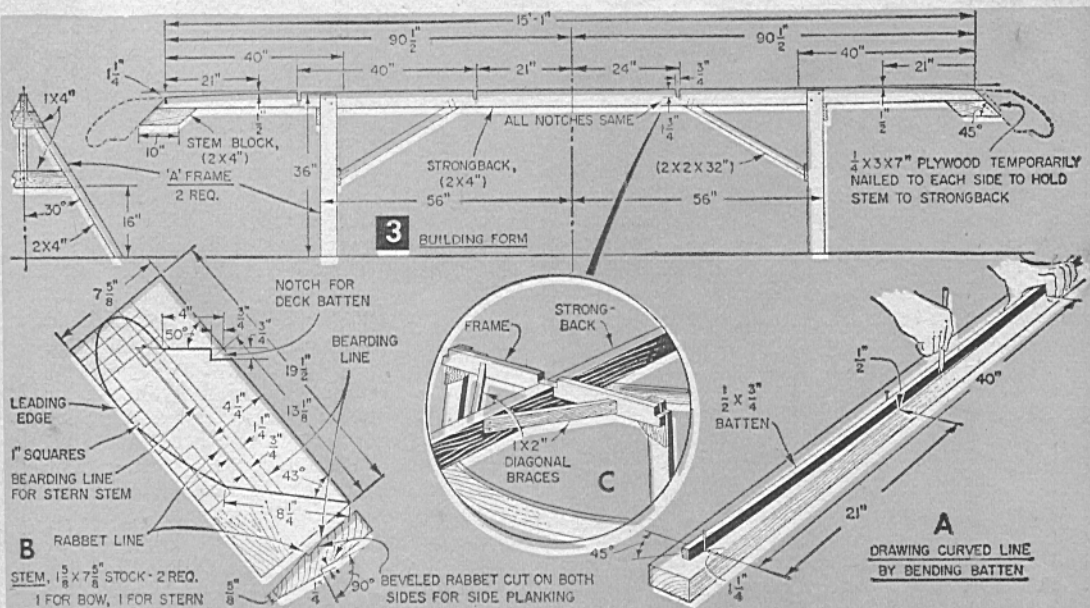 15'-1"
90 1/2" 90 1/2"
40" 40"
21" 40" 21" 24" 3/4" 21"
1 1/4"
1X4"
1/2" 1/2"
10"
STEM BLOCK,
(2X4")
'A' FRAME
2 REQ.
30°
2X4"
16"
36"
STRONGBACK,
(2X4")
ALL NOTCHES SAME
1 3/4"
(2X2X32")
45°
1/4 X3X7" PLYWOOD TEMPORARILY
NAILED TO EACH SIDE TO HOLD
STEM TO STRONGBACK
56" 56"
3 BUILDING FORM
7 5/8"
NOTCH FOR
DECK BATTEN
4"
3/4"
3/4"
50°
BEARDING
LINE
19 1/2"
13 1/8"
LEADING
EDGE
1" SQUARES
BEARDING LINE
FOR STERN STEM
4 1/4"
1 1/4"
3/4"
43°
8 1/4"
RABBET LINE
B
STEM, 1 5/8 X 7 5/8" STOCK - 2 REQ.
1 FOR BOW, 1 FOR STERN
5/8"
90°
BEVELED RABBET CUT ON BOTH
SIDES FOR SIDE PLANKING
FRAME
STRONG-
BACK
1X2"
DIAGONAL
BRACES
C
1/2 X 3/4"
BATTEN
1/2"
40"
21"
45°
1 1/4"
A
DRAWING CURVED LINE
BY BENDING BATTEN